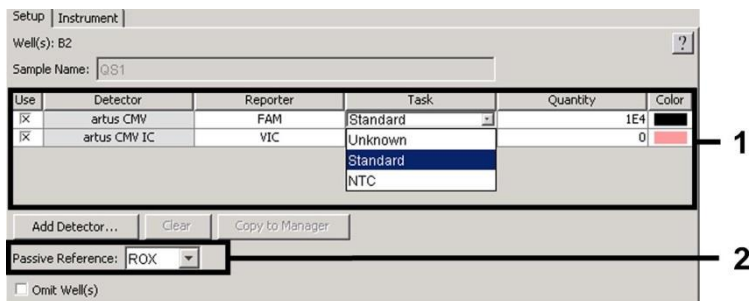 Setup Instrument
Well(s): B2 ?
Sample Name: QS1
Use Detector Reporter Task Quantity Color
artus CMV FAM Standard 1E4
artus CMV IC VIC Unknown 0
Standard
NTC
1
Add Detector... Clear Copy to Manager
Passive Reference: ROX 2
Omit Well(s)